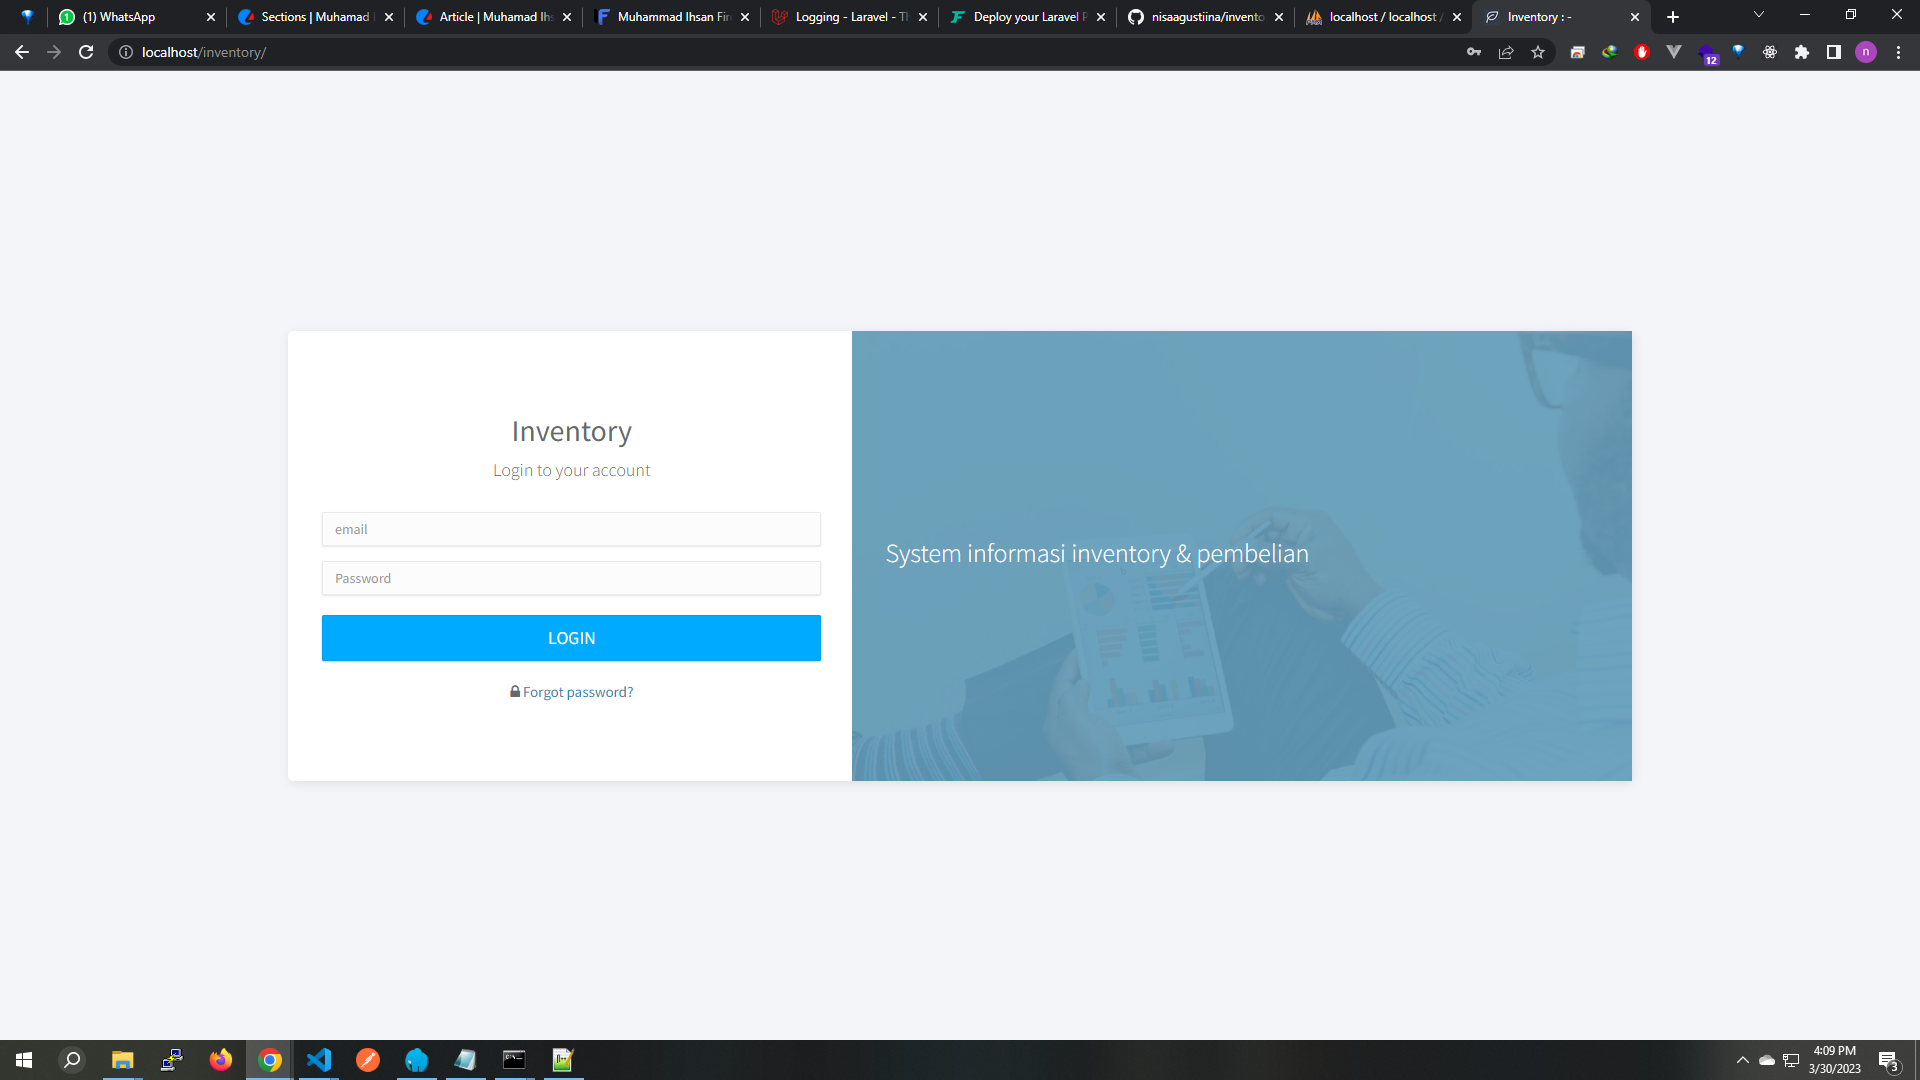 (1) WhatsApp
Sections | Muhamad
Article | Muhamad Ihs
Muhammad Ihsan Fir
Logging - Laravel - Th
Deploy your Laravel P
nisaagustiina/invento
localhost / localhost /
Inventory : -
localhost/inventory/
12
n
Inventory
Login to your account
email
Password
LOGIN
Forgot password?
System informasi inventory & pembelian
4:09 PM
3/30/2023
3